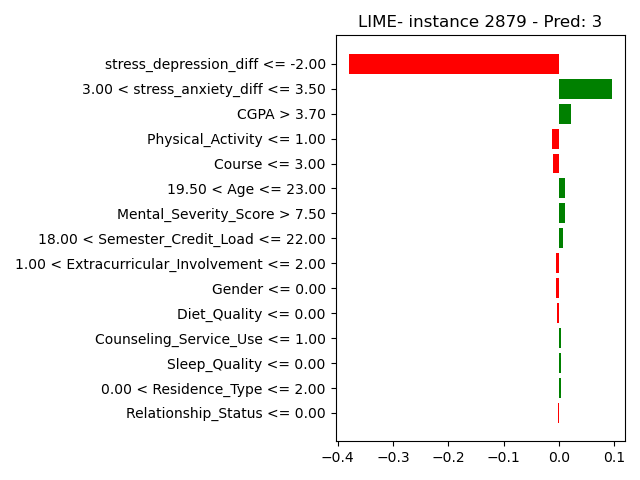 LIME- instance 2879 - Pred: 3
stress_depression_diff <= -2.00
3.00 < stress_anxiety_diff <= 3.50
CGPA > 3.70
Physical_Activity <= 1.00
Course <= 3.00
19.50 < Age <= 23.00
Mental_Severity_Score > 7.50
18.00 < Semester_Credit_Load <= 22.00
1.00 < Extracurricular_Involvement <= 2.00
Gender <= 0.00
Diet_Quality <= 0.00
Counseling_Service_Use <= 1.00
Sleep_Quality <= 0.00
0.00 < Residence_Type <= 2.00
Relationship_Status <= 0.00
−0.4 −0.3 −0.2 −0.1 0.0 0.1